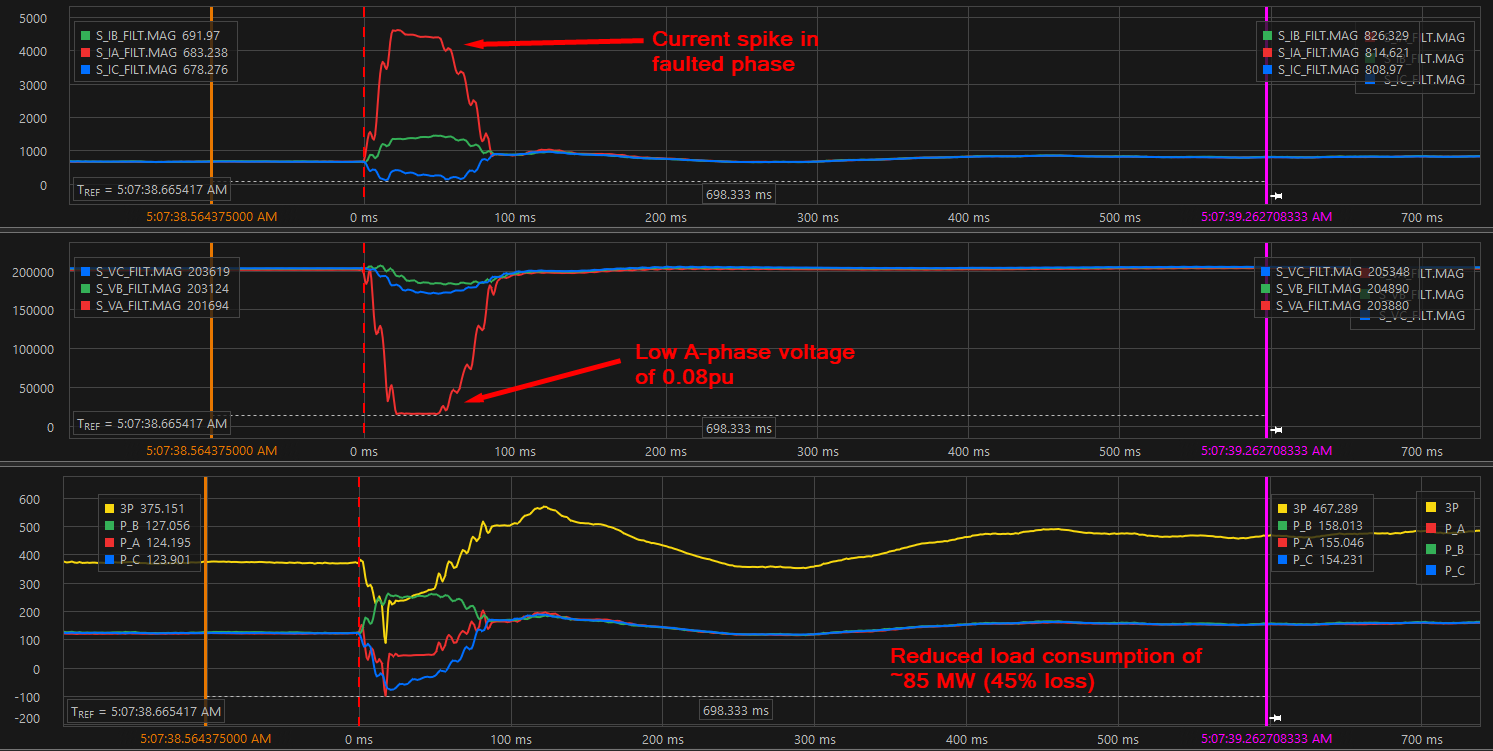 5000
4000
3000
2000
1000
0
S_IB_FILT.MAG 691.97
S_IA_FILT.MAG 683.238
S_IC_FILT.MAG 678.276
Current spike in
faulted phase
S_IB_FILT.MAG 826.329
S_IA_FILT.MAG 814.621
S_IC_FILT.MAG 808.97
TREF = 5:07:38.665417 AM
698.333 ms
5:07:38.564375000 AM
0 ms
100 ms
200 ms
300 ms
400 ms
500 ms
5:07:39.262708333 AM
700 ms
200000
150000
100000
50000
0
S_VC_FILT.MAG 203619
S_VB_FILT.MAG 203124
S_VA_FILT.MAG 201694
Low A-phase voltage
of 0.08pu
S_VC_FILT.MAG 205348
S_VB_FILT.MAG 204890
S_VA_FILT.MAG 203880
TREF = 5:07:38.665417 AM
698.333 ms
5:07:38.564375000 AM
0 ms
100 ms
200 ms
300 ms
400 ms
500 ms
5:07:39.262708333 AM
700 ms
600
500
400
300
200
100
0
-100
-200
3P 375.151
P_B 127.056
P_A 124.195
P_C 123.901
3P 467.289
P_B 158.013
P_A 155.046
P_C 154.231
3P
P_A
P_B
P_C
Reduced load consumption of
~85 MW (45% loss)
TREF = 5:07:38.665417 AM
698.333 ms
5:07:38.564375000 AM
0 ms
100 ms
200 ms
300 ms
400 ms
500 ms
5:07:39.262708333 AM
700 ms